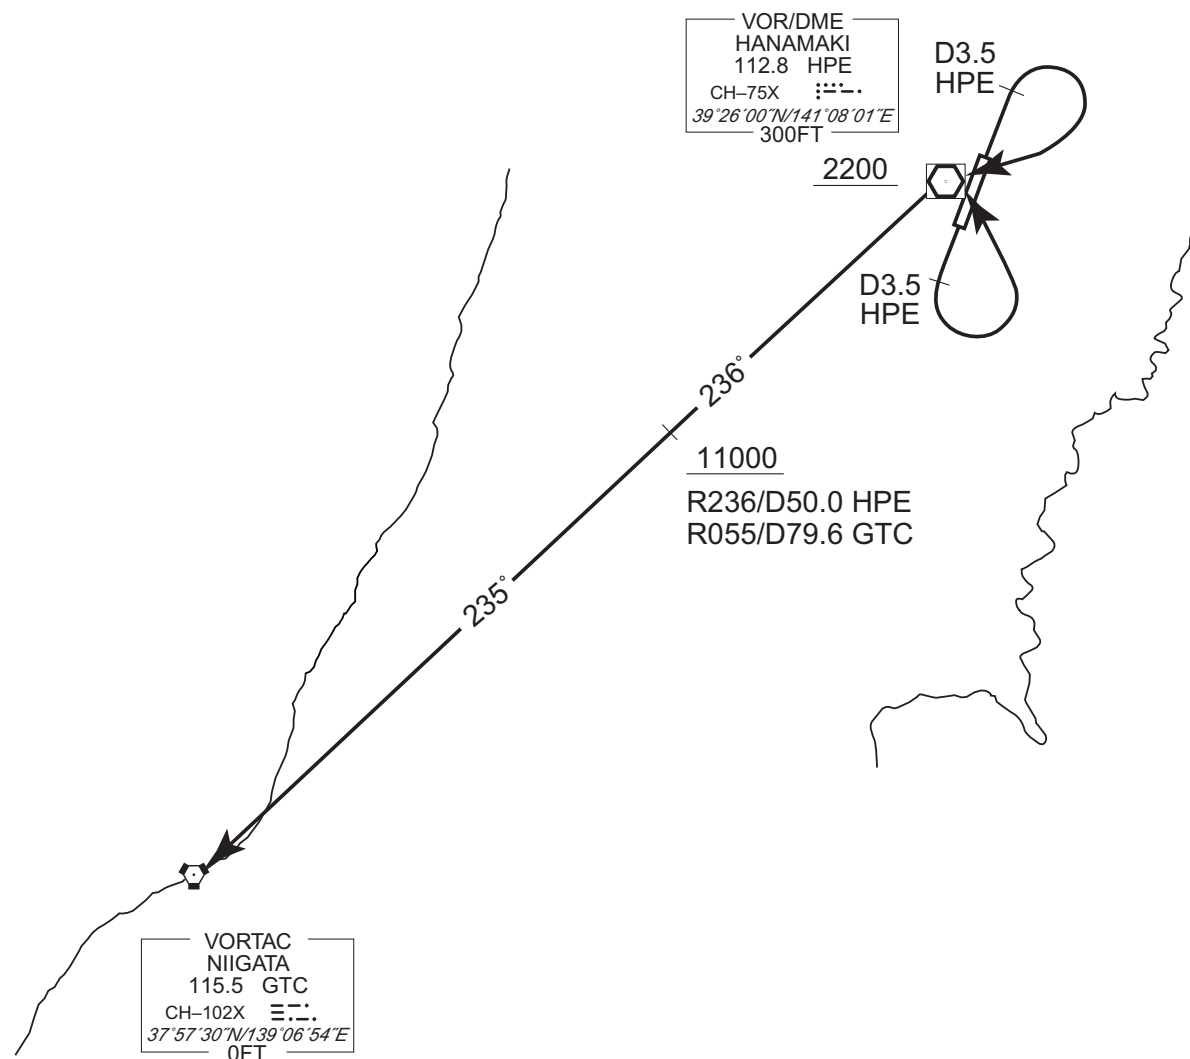 VOR/DME
HANAMAKI
112.8 HPE
CH–75X
39°26′00″N/141°08′01″E
300FT
D3.5
HPE
2200
D3.5
HPE
236°
11000
R236/D50.0 HPE
R055/D79.6 GTC
235°
VORTAC
NIIGATA
115.5 GTC
CH–102X
37°57′30″N/139°06′54″E
0FT